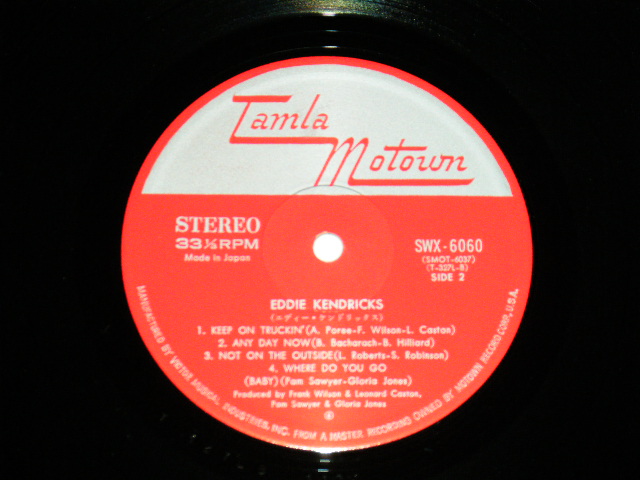 Tamla
Motown
STEREO
33⅓RPM
Made in Japan
SWX-6060
(SMOT-6037)
(T-327L-B)
SIDE 2
EDDIE KENDRICKS
(エディー・ケンドリックス)
1. KEEP ON TRUCKIN'(A. Poree-F. Wilson-L. Caston)
2. ANY DAY NOW(B. Bacharach-B. Hilliard)
3. NOT ON THE OUTSIDE(L. Roberts-S. Robinson)
4. WHERE DO YOU GO
(BABY)(Pam Sawyer-Gloria Jones)
Produced by Frank Wilson & Leonard Caston,
Pam Sawyer & Gloria Jones
MANUFACTURED BY VICTOR MUSICAL INDUSTRIES, INC. FROM A MASTER RECORDING OWNED BY MOTOWN RECORD CORP., U.S.A.